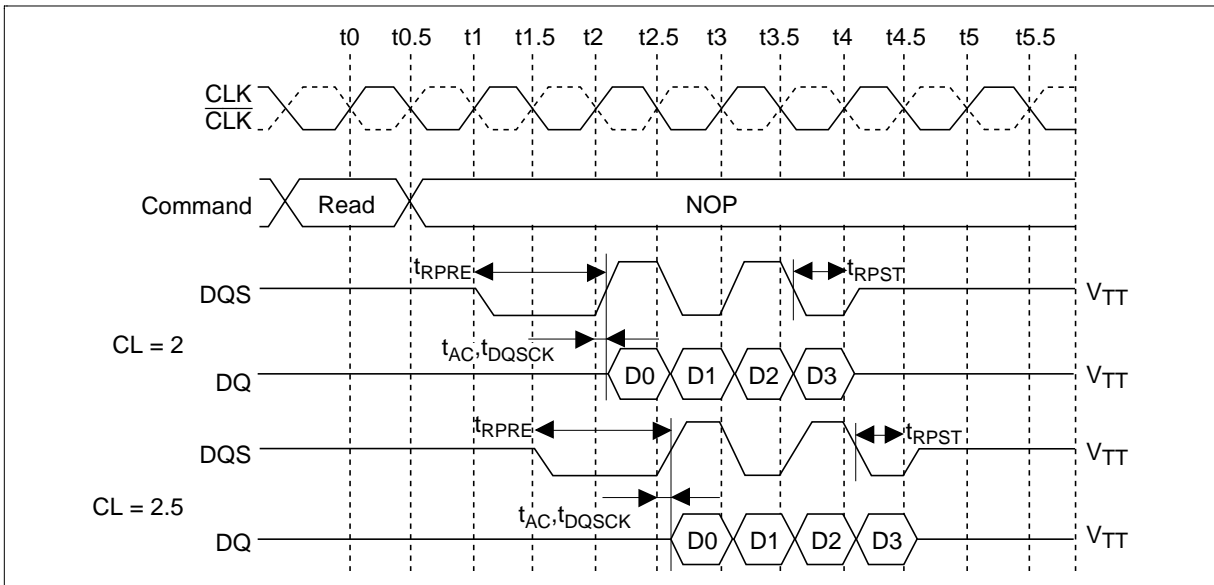 t0 t0.5 t1 t1.5 t2 t2.5 t3 t3.5 t4 t4.5 t5 t5.5
CLK
CLK
Command Read NOP
tRPRE tRPST
DQS VTT
CL = 2
tAC,tDQSCK
DQ D0 D1 D2 D3 VTT
tRPRE tRPST
DQS VTT
CL = 2.5
tAC,tDQSCK
DQ D0 D1 D2 D3 VTT